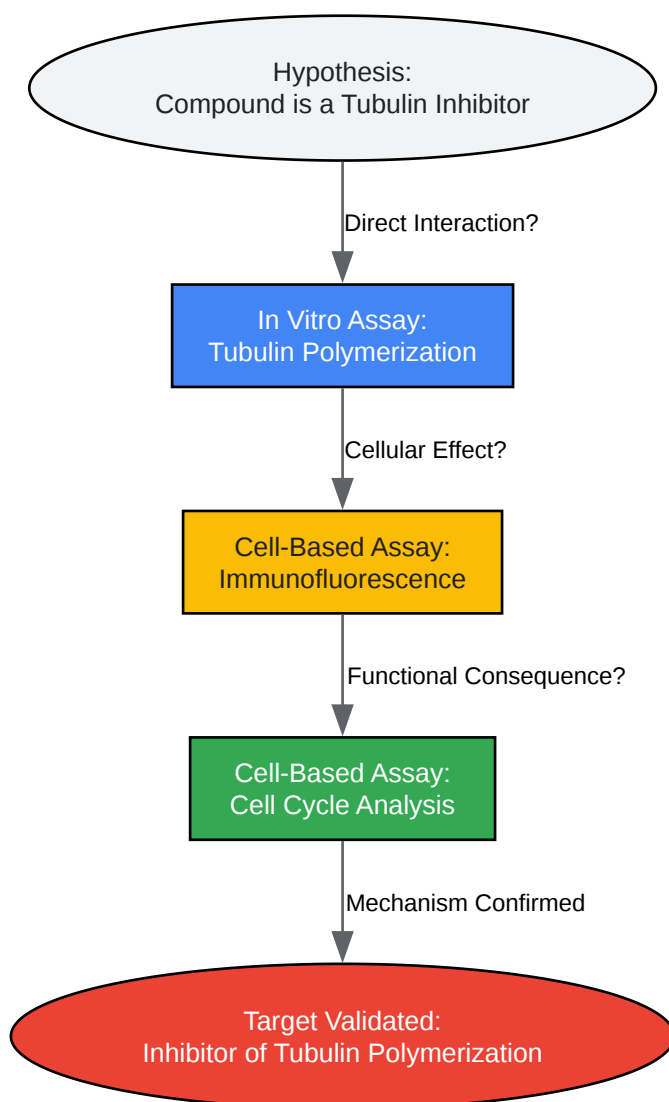 Hypothesis:
Compound is a Tubulin Inhibitor
Direct Interaction?
In Vitro Assay:
Tubulin Polymerization
Cellular Effect?
Cell-Based Assay:
Immunofluorescence
Functional Consequence?
Cell-Based Assay:
Cell Cycle Analysis
Mechanism Confirmed
Target Validated:
Inhibitor of Tubulin Polymerization